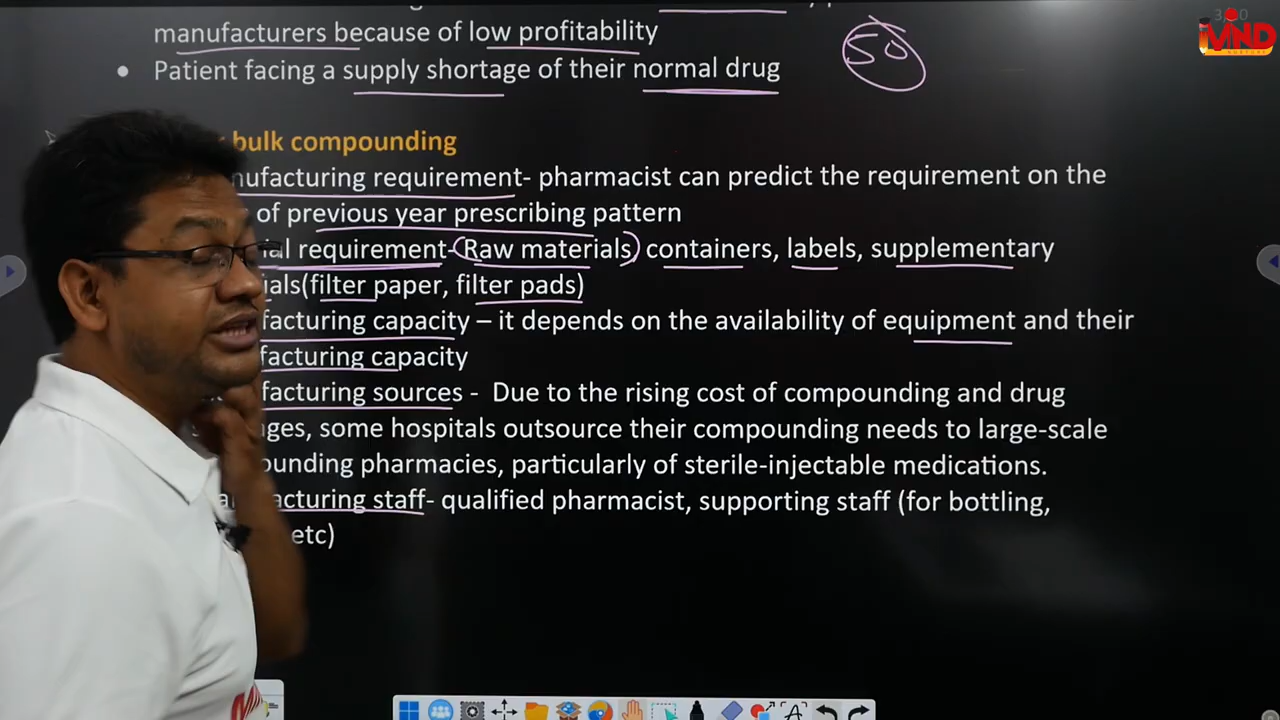 manufacturers because of low profitability
50
• Patient facing a supply shortage of their normal drug
bulk compounding
nufacturing requirement- pharmacist can predict the requirement on the
of previous year prescribing pattern
al requirement-(Raw materials) containers, labels, supplementary
ials(filter paper, filter pads)
facturing capacity – it depends on the availability of equipment and their
facturing capacity
facturing sources - Due to the rising cost of compounding and drug
ges, some hospitals outsource their compounding needs to large-scale
ounding pharmacies, particularly of sterile-injectable medications.
acturing staff- qualified pharmacist, supporting staff (for bottling,
etc)